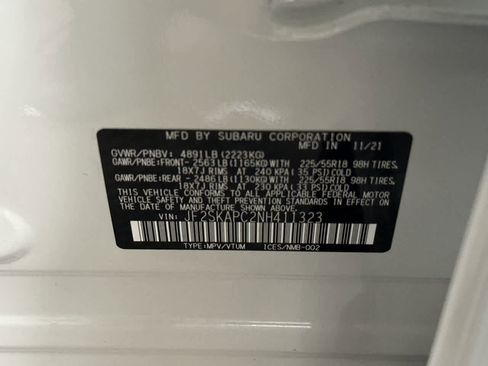 MFD BY SUBARU CORPORATION
MFD IN 11/21
GVWR/PNBV: 4891LB(2223KG)
GAWR/PNBE:FRONT- 2563LB(1165KG)WITH 225/55R18 98H TIRES.
18X7J RIMS AT 240 KPA(35 PSI)COLD
GAWR/PNBE:REAR - 2486LB(1130KG)WITH 225/55R18 98H TIRES.
18X7J RIMS AT 230 KPA(33 PSI)COLD
THIS VEHICLE CONFORMS TO ALL APPLICABLE FEDERAL MOTOR
VEHICLE SAFETY AND THEFT PREVENTION STANDARDS IN EFFECT ON THE
DATE OF MANUFACTURE SHOWN ABOVE.
VIN: JF2SKAPC2NH411323
TYPE:MPV/VTUM ICES/NMB-002